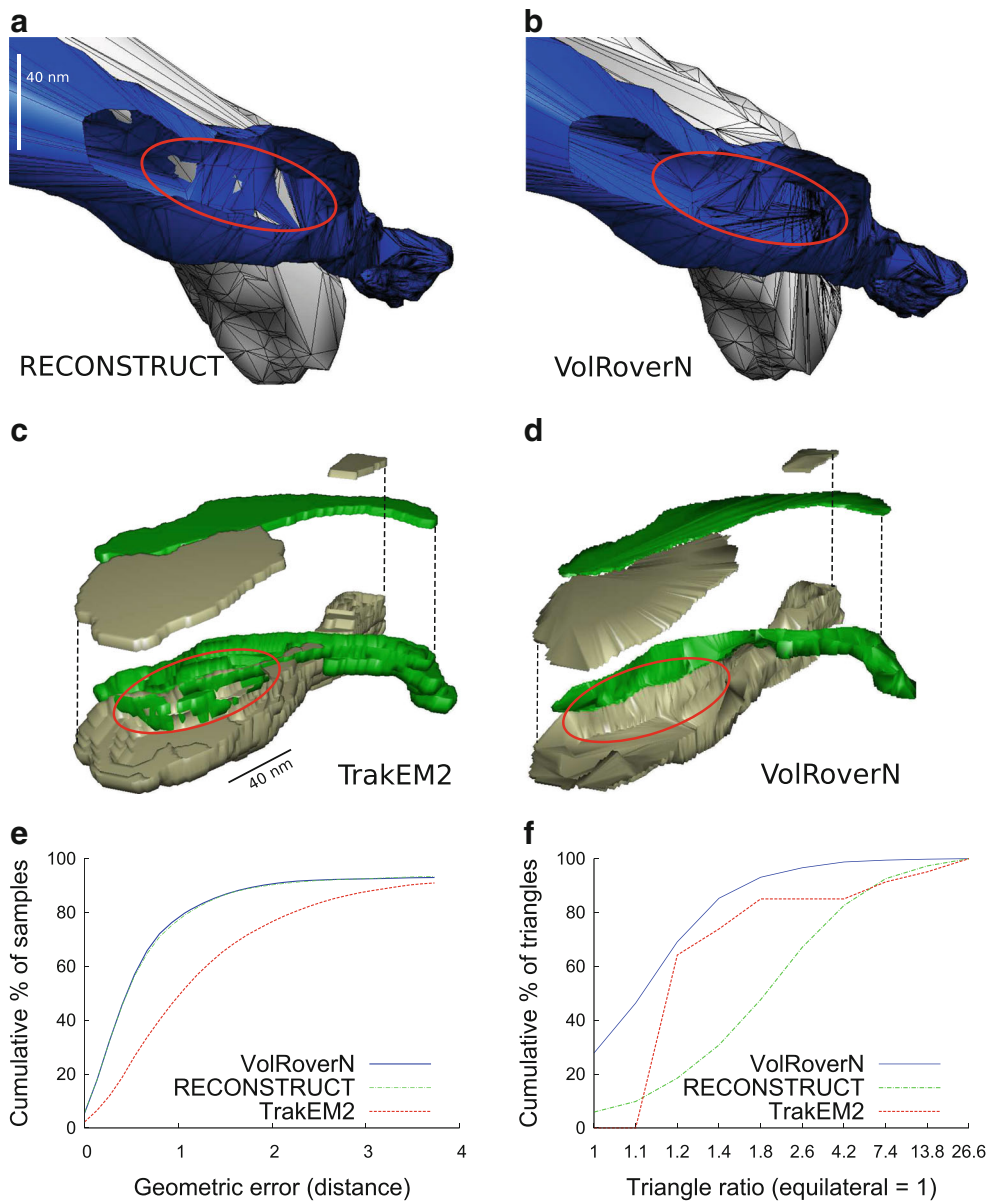 a
b
40 nm
RECONSTRUCT
VolRoverN
c
d
40 nm
TrakEM2
VolRoverN
e
f
Cumulative % of samples
100
80
60
40
20
0
VolRoverN
RECONSTRUCT
TrakEM2
0 1 2 3 4
Geometric error (distance)
Cumulative % of triangles
100
80
60
40
20
0
VolRoverN
RECONSTRUCT
TrakEM2
1 1.1 1.2 1.4 1.8 2.6 4.2 7.4 13.8 26.6
Triangle ratio (equilateral = 1)